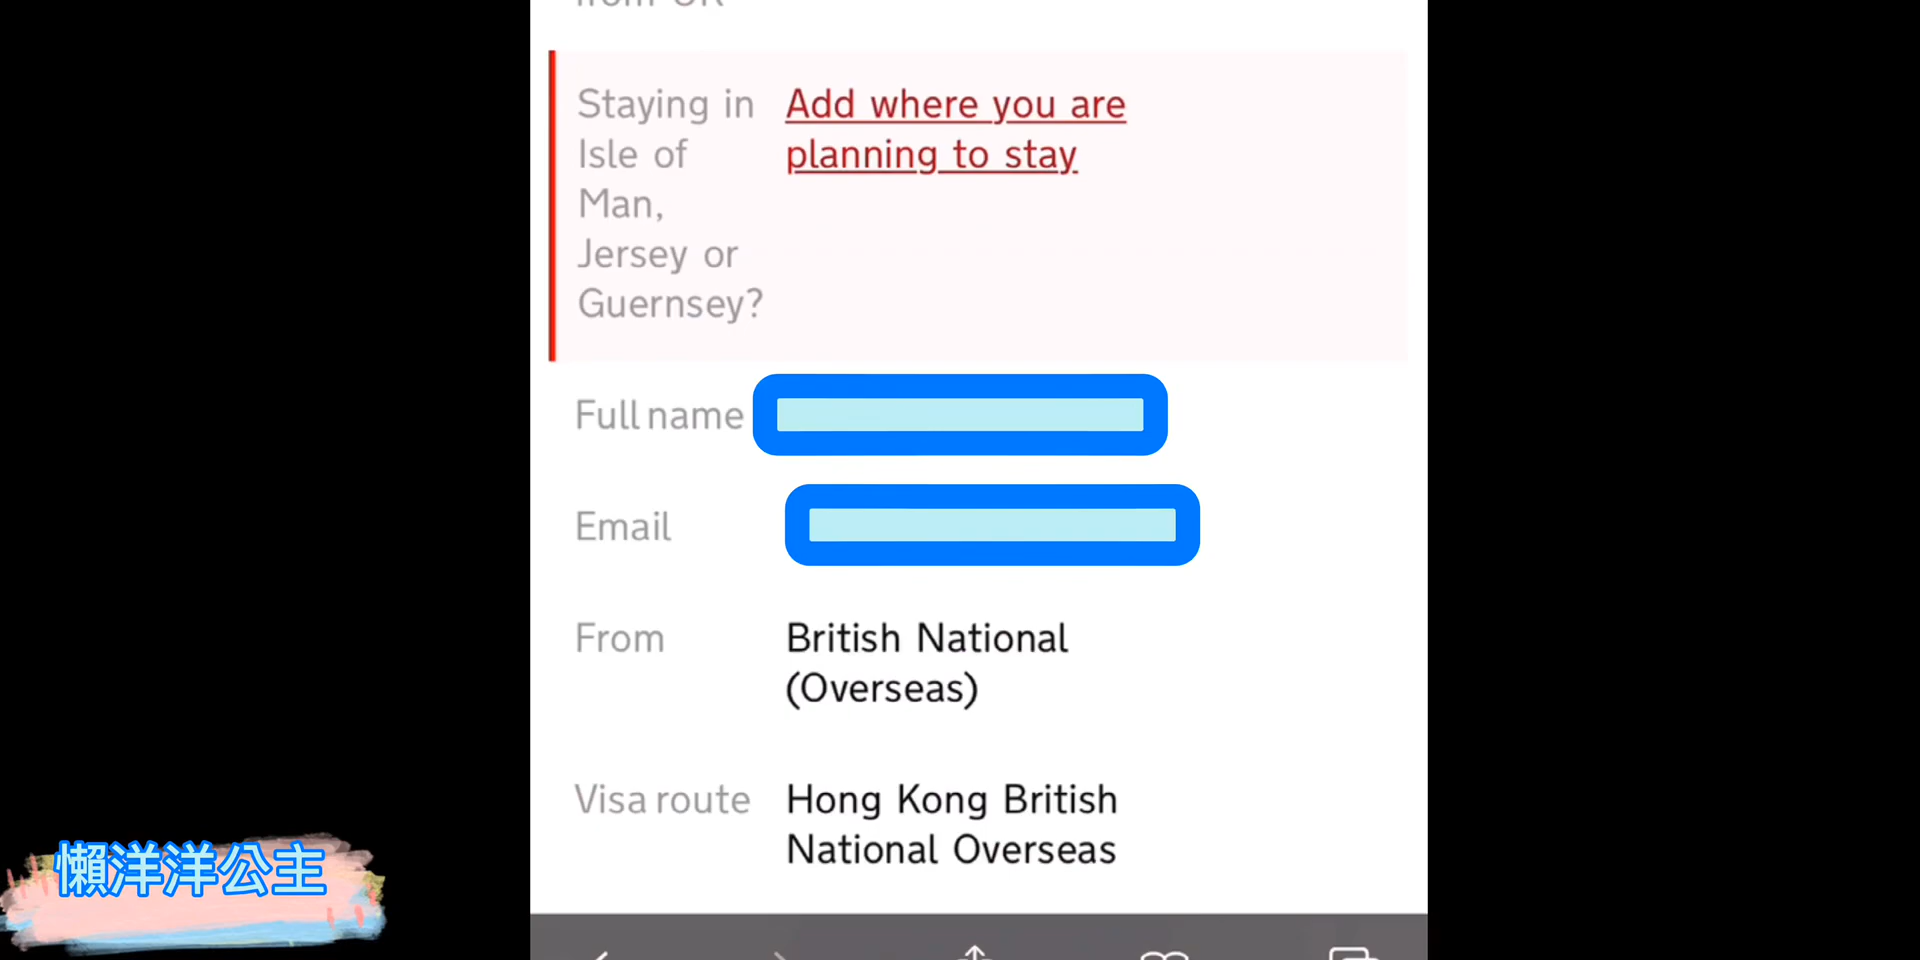 Staying in
Isle of
Man,
Jersey or
Guernsey?
Add where you are
planning to stay
Full name
Email
From
British National
(Overseas)
Visa route
Hong Kong British
National Overseas
懶洋洋公主